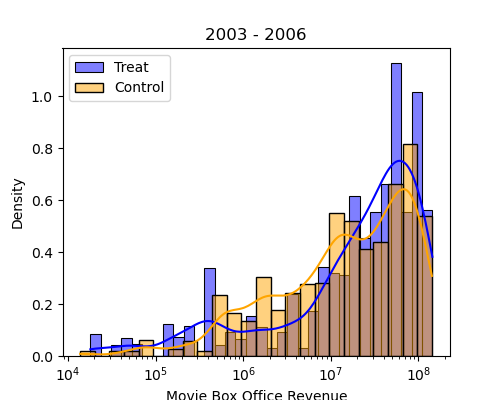 2003 - 2006
Treat
Control
Density
1.0
0.8
0.6
0.4
0.2
0.0
10⁴ 10⁵ 10⁶ 10⁷ 10⁸
Movie Box Office Revenue